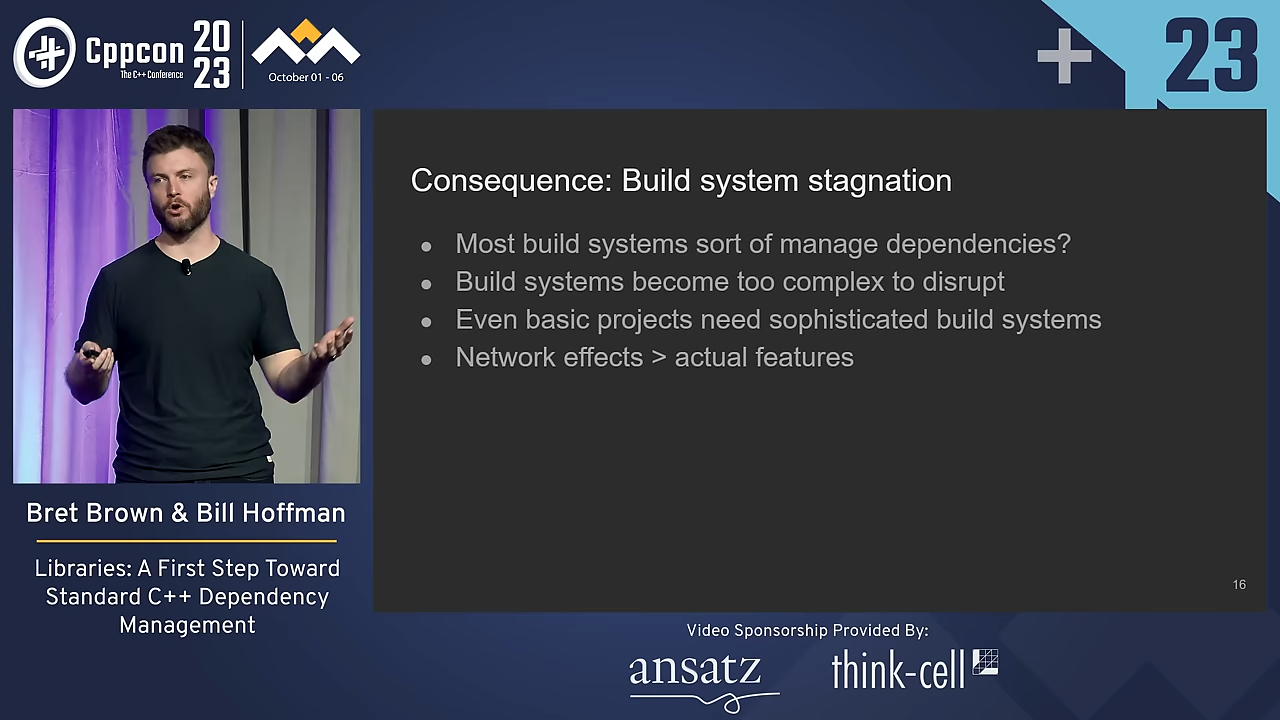 Cppcon
The C++ Conference
20
23
October 01 - 06
23
Consequence: Build system stagnation
● Most build systems sort of manage dependencies?
● Build systems become too complex to disrupt
● Even basic projects need sophisticated build systems
● Network effects > actual features
16
Bret Brown & Bill Hoffman
Libraries: A First Step Toward
Standard C++ Dependency
Management
Video Sponsorship Provided By:
ansatz
think-cell